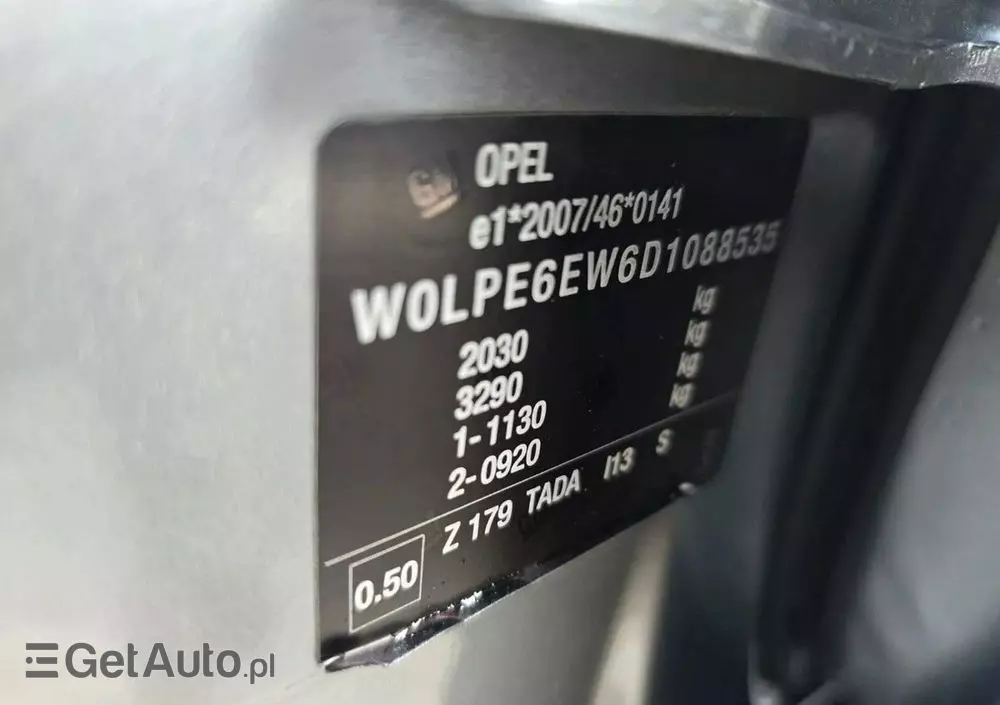 OPEL
e1*2007/46*0141
W0LPE6EW6D1088535
2030 kg
3290 kg
1-1130 kg
2-0920 kg
0.50 Z 179 TADA I13 S
GetAuto.pl